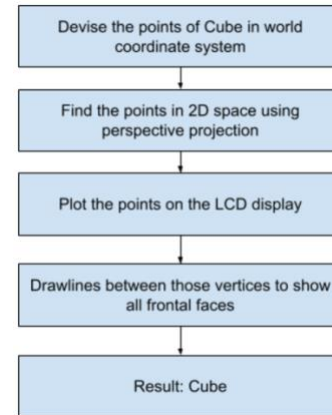 Devise the points of Cube in world
coordinate system
Find the points in 2D space using
perspective projection
Plot the points on the LCD display
Drawlines between those vertices to show
all frontal faces
Result: Cube